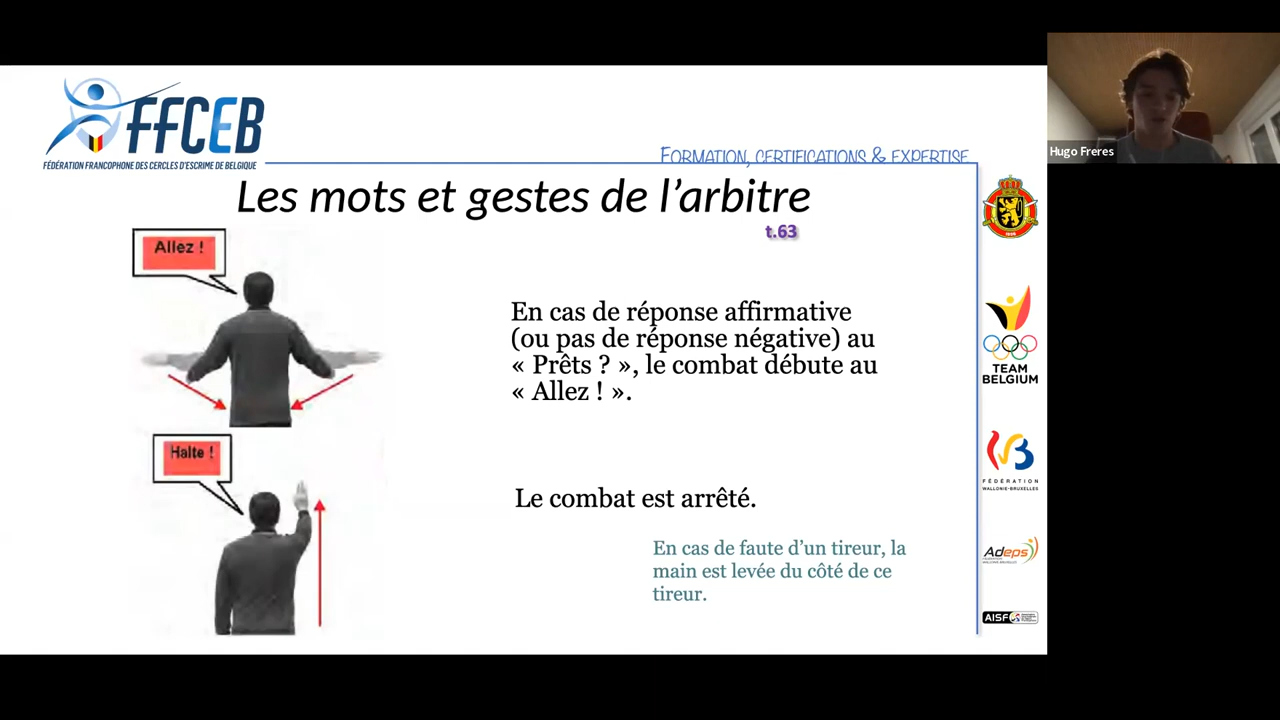 FFCEB
FÉDÉRATION FRANCOPHONE DES CERCLES D'ESCRIME DE BELGIQUE
FORMATION, CERTIFICATIONS & EXPERTISE
Les mots et gestes de l'arbitre
t.63
Allez !
En cas de réponse affirmative
(ou pas de réponse négative) au
« Prêts ? », le combat débute au
« Allez ! ».
Halte !
Le combat est arrêté.
En cas de faute d'un tireur, la
main est levée du côté de ce
tireur.
TEAM
BELGIUM
FÉDÉRATION
WALLONIE-BRUXELLES
Adeps
AISF
Hugo Freres